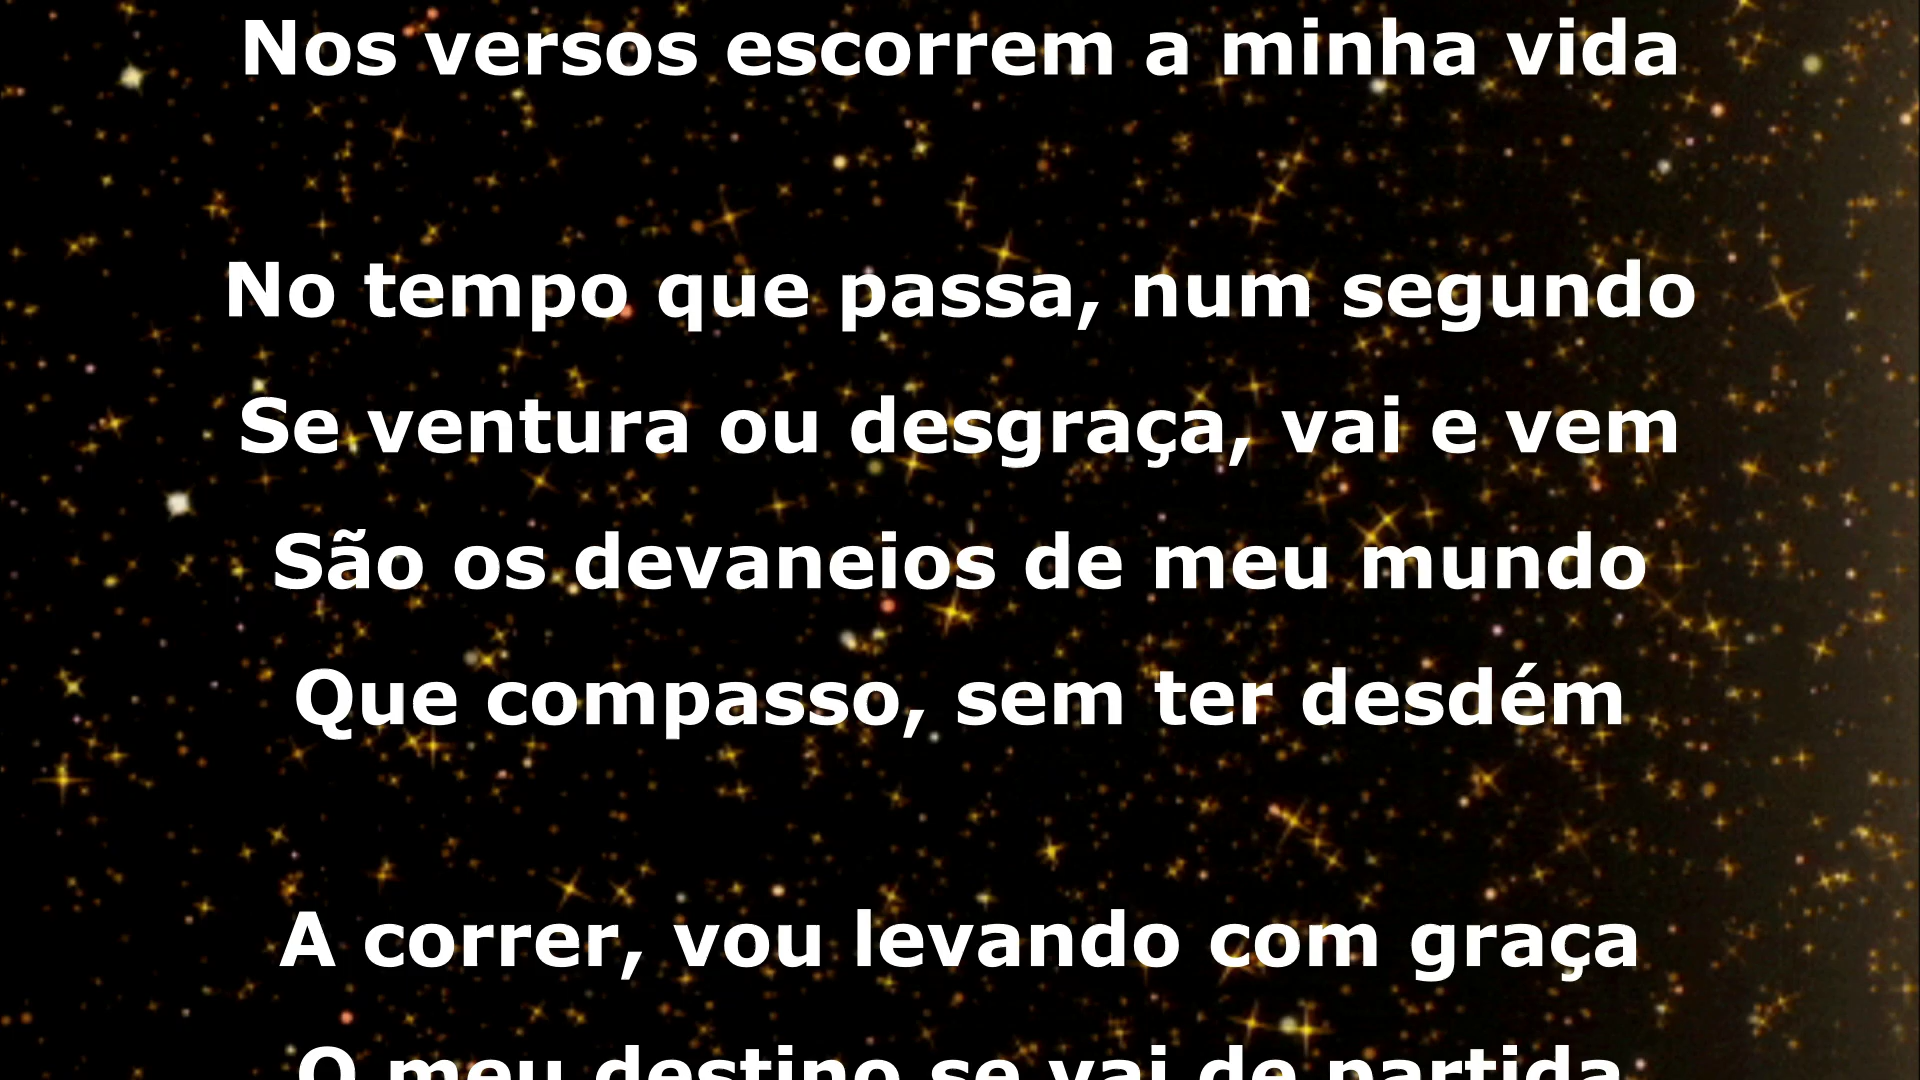 Nos versos escorrem a minha vida
No tempo que passa, num segundo
Se ventura ou desgraça, vai e vem
São os devaneios de meu mundo
Que compasso, sem ter desdém
A correr, vou levando com graça
O meu destino se vai de partida